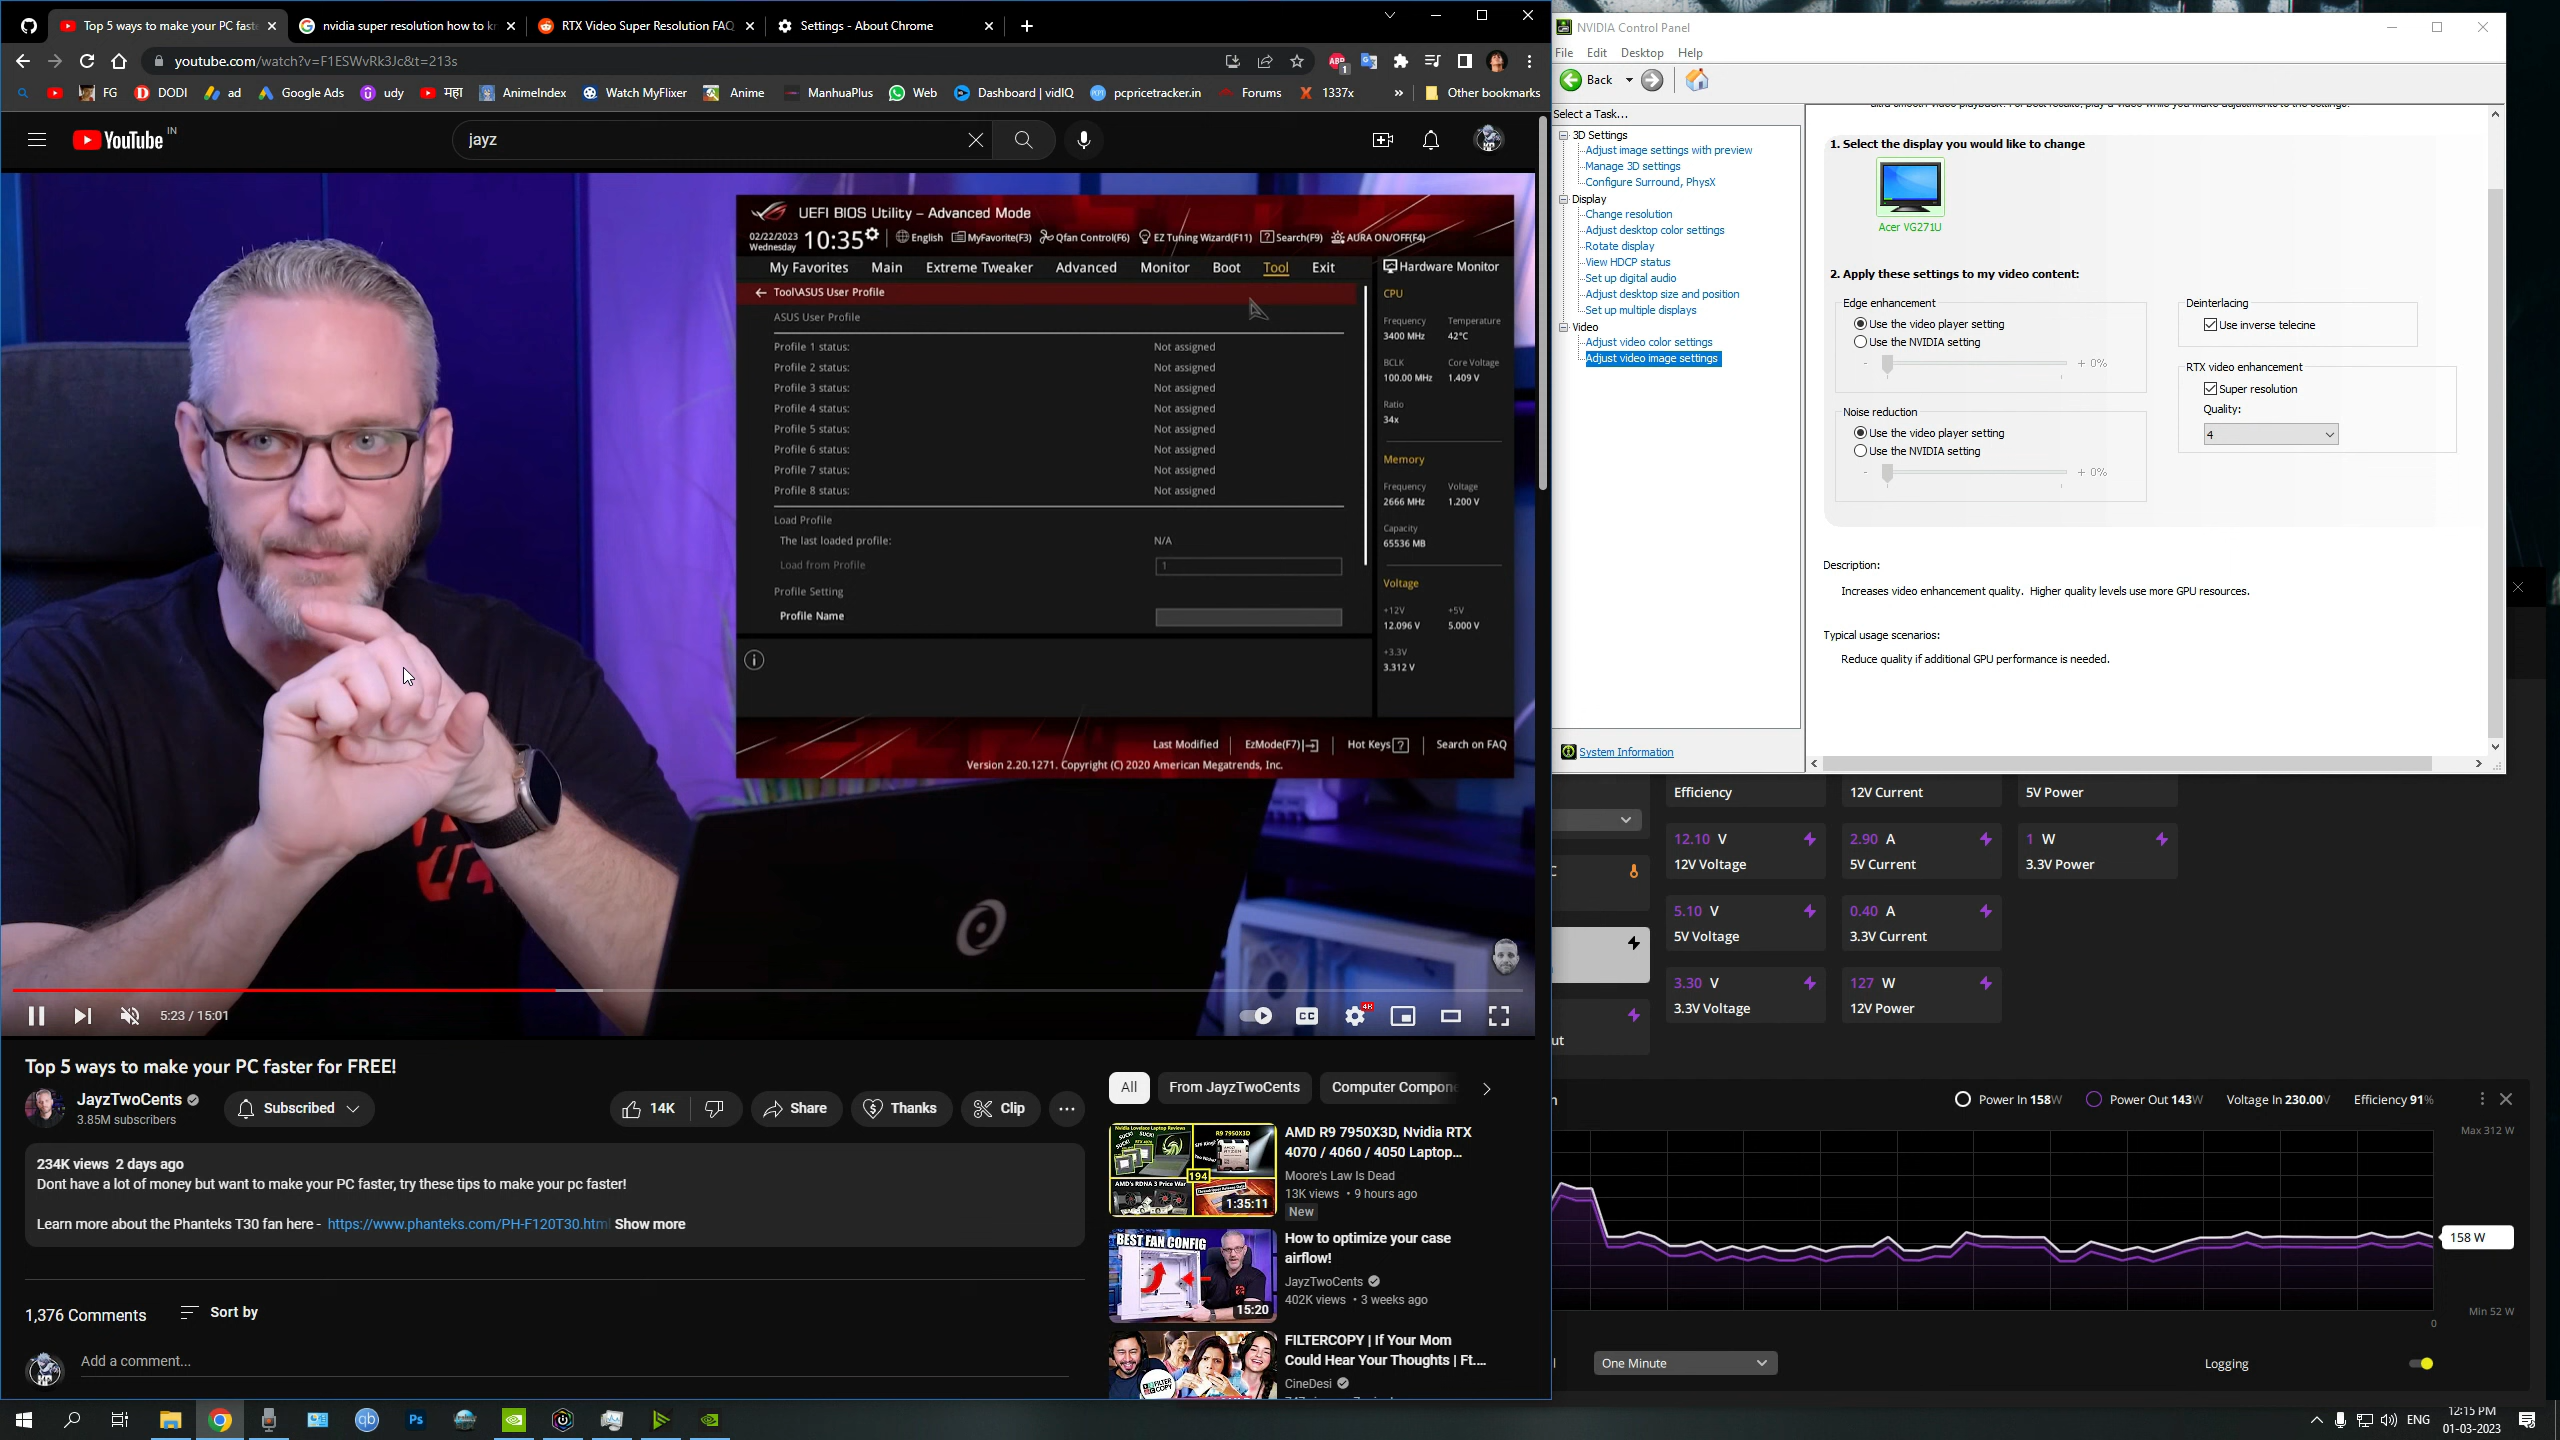 Top 5 ways to make your PC faste
nvidia super resolution how to kr
RTX Video Super Resolution FAQ
Settings - About Chrome
youtube.com/watch?v=F1ESWvRk3Jc&t=213s
FG
DODI
ad
Google Ads
udy
महा
AnimeIndex
Watch MyFlixer
Anime
ManhuaPlus
Web
Dashboard | vidIQ
pcpricetracker.in
Forums
1337x
»
Other bookmarks
YouTube IN
jayz
UEFI BIOS Utility – Advanced Mode
02/22/2023
Wednesday
10:35
English
MyFavorite(F3)
Qfan Control(F6)
EZ Tuning Wizard(F11)
Search(F9)
AURA ON/OFF(F4)
My Favorites
Main
Extreme Tweaker
Advanced
Monitor
Boot
Tool
Exit
Hardware Monitor
Tool\ASUS User Profile
ASUS User Profile
Profile 1 status: Not assigned
Profile 2 status: Not assigned
Profile 3 status: Not assigned
Profile 4 status: Not assigned
Profile 5 status: Not assigned
Profile 6 status: Not assigned
Profile 7 status: Not assigned
Profile 8 status: Not assigned
Load Profile
The last loaded profile: N/A
Load from Profile 1
Profile Setting
Profile Name
CPU
Frequency Temperature
3400 MHz 42°C
BCLK Core Voltage
100.00 MHz 1.409 V
Ratio
34x
Memory
Frequency Voltage
2666 MHz 1.200 V
Capacity
65536 MB
Voltage
+12V +5V
12.096 V 5.000 V
+3.3V
3.312 V
Last Modified
EzMode(F7)
Hot Keys ?
Search on FAQ
Version 2.20.1271. Copyright (C) 2020 American Megatrends, Inc.
5:23 / 15:01
CC
4K
Top 5 ways to make your PC faster for FREE!
JayzTwoCents
3.85M subscribers
Subscribed
14K
Share
Thanks
Clip
234K views 2 days ago
Dont have a lot of money but want to make your PC faster, try these tips to make your pc faster!
Learn more about the Phanteks T30 fan here - https://www.phanteks.com/PH-F120T30.html Show more
1,376 Comments
Sort by
Add a comment...
All
From JayzTwoCents
Computer Compone
194
1:35:11
AMD R9 7950X3D, Nvidia RTX
4070 / 4060 / 4050 Laptop...
Moore's Law Is Dead
13K views • 9 hours ago
New
BEST FAN CONFIG
15:20
How to optimize your case
airflow!
JayzTwoCents
402K views • 3 weeks ago
FILTERCOPY | If Your Mom
Could Hear Your Thoughts | Ft....
CineDesi
NVIDIA Control Panel
File Edit Desktop Help
Back
Select a Task...
3D Settings
Adjust image settings with preview
Manage 3D settings
Configure Surround, PhysX
Display
Change resolution
Adjust desktop color settings
Rotate display
View HDCP status
Set up digital audio
Adjust desktop size and position
Set up multiple displays
Video
Adjust video color settings
Adjust video image settings
System Information
1. Select the display you would like to change
Acer VG271U
2. Apply these settings to my video content:
Edge enhancement
Use the video player setting
Use the NVIDIA setting
- + 0%
Noise reduction
Use the video player setting
Use the NVIDIA setting
- + 0%
Deinterlacing
Use inverse telecine
RTX video enhancement
Super resolution
Quality:
4
Description:
Increases video enhancement quality. Higher quality levels use more GPU resources.
Typical usage scenarios:
Reduce quality if additional GPU performance is needed.
Efficiency
12V Current
5V Power
12.10 V
12V Voltage
2.90 A
5V Current
1 W
3.3V Power
5.10 V
5V Voltage
0.40 A
3.3V Current
3.30 V
3.3V Voltage
127 W
12V Power
Power In 158W
Power Out 143W
Voltage In 230.00V
Efficiency 91%
Max 312 W
158 W
Min 52 W
0
One Minute
Logging
qb
Ps
ENG
12:15 PM
01-03-2023